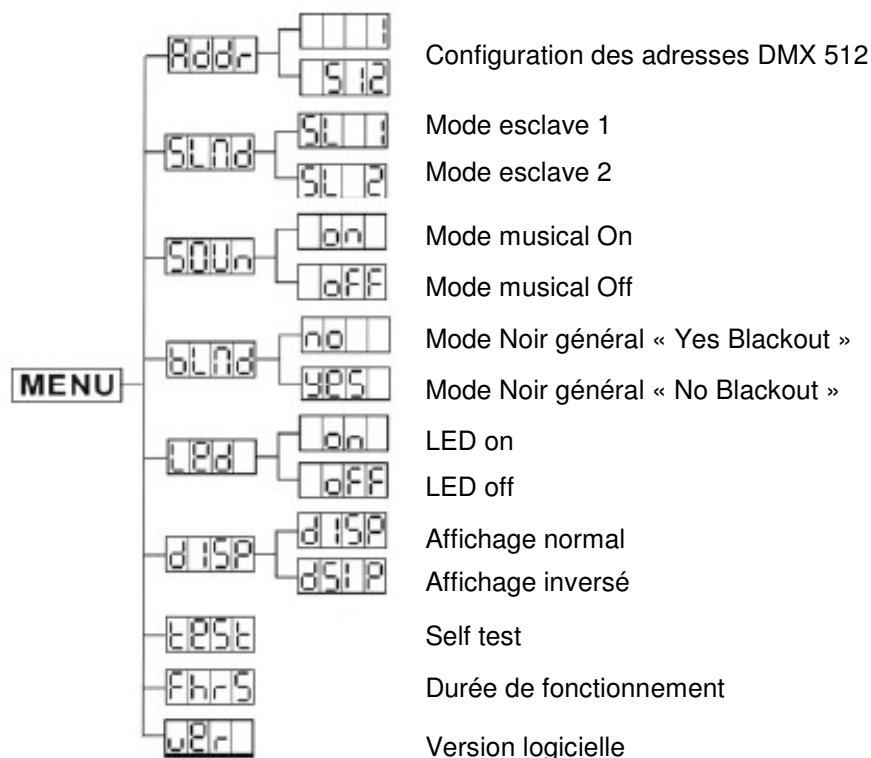 1
Addr
512
Configuration des adresses DMX 512
SL 1
Mode esclave 1
SLMd
SL 2
Mode esclave 2
on
Mode musical On
SOUn
oFF
Mode musical Off
no
Mode Noir général « Yes Blackout »
bLMd
yes
Mode Noir général « No Blackout »
MENU
on
LED on
Led
oFF
LED off
dISP
Affichage normal
dISP
dSIP
Affichage inversé
test
Self test
FhrS
Durée de fonctionnement
ver
Version logicielle